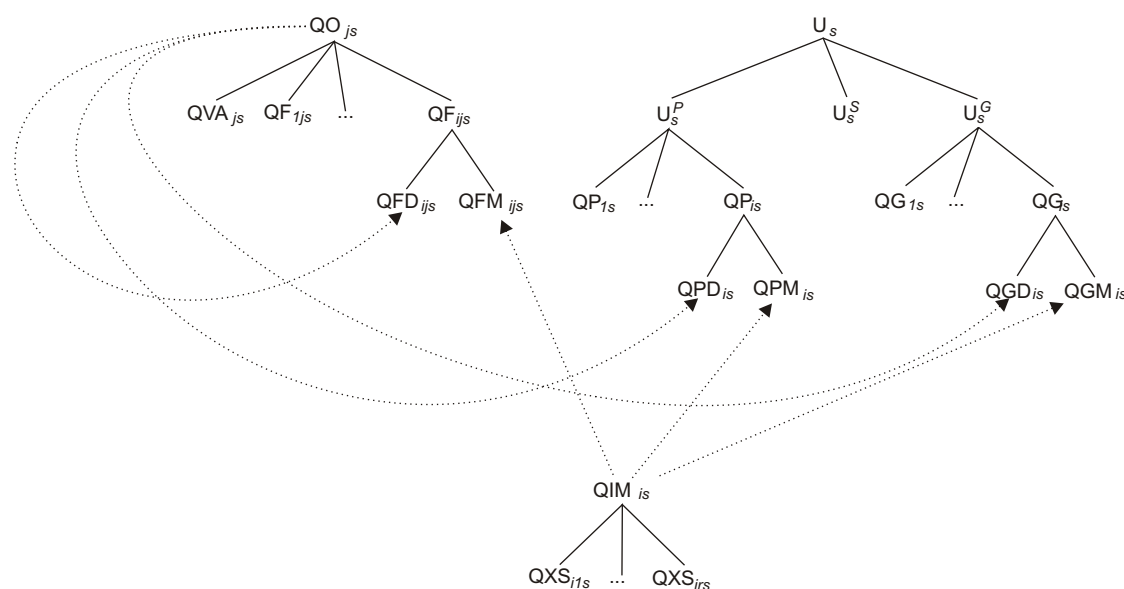 QO js U s
QVA js QF 1js ... QF ijs U s P U s S U s G
QFD ijs QFM ijs QP 1s ... QP is QG 1s ... QG is
QPD is QPM is QGD is QGM is
QIM is
QXS i1s ... QXS irs